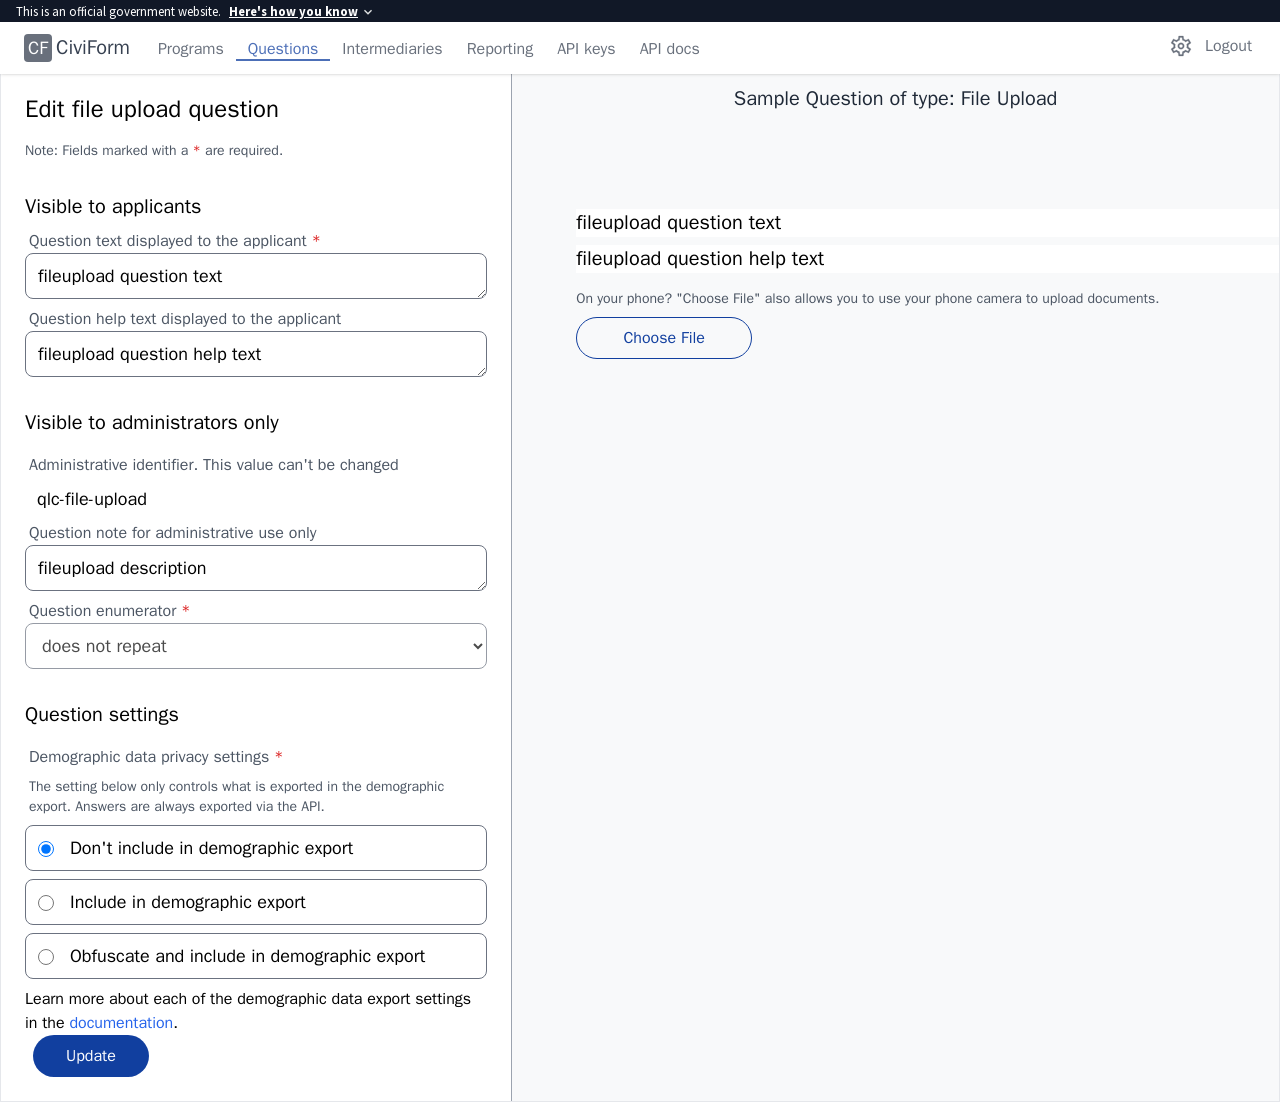 This is an official government website. Here's how you know
CF CiviForm Programs Questions Intermediaries Reporting API keys API docs Logout
Edit file upload question
Note: Fields marked with a * are required.
Visible to applicants
Question text displayed to the applicant *
fileupload question text
Question help text displayed to the applicant
fileupload question help text
Visible to administrators only
Administrative identifier. This value can't be changed
qlc-file-upload
Question note for administrative use only
fileupload description
Question enumerator *
does not repeat
Question settings
Demographic data privacy settings *
The setting below only controls what is exported in the demographic
export. Answers are always exported via the API.
Don't include in demographic export
Include in demographic export
Obfuscate and include in demographic export
Learn more about each of the demographic data export settings
in the documentation.
Update
Sample Question of type: File Upload
fileupload question text
fileupload question help text
On your phone? "Choose File" also allows you to use your phone camera to upload documents.
Choose File